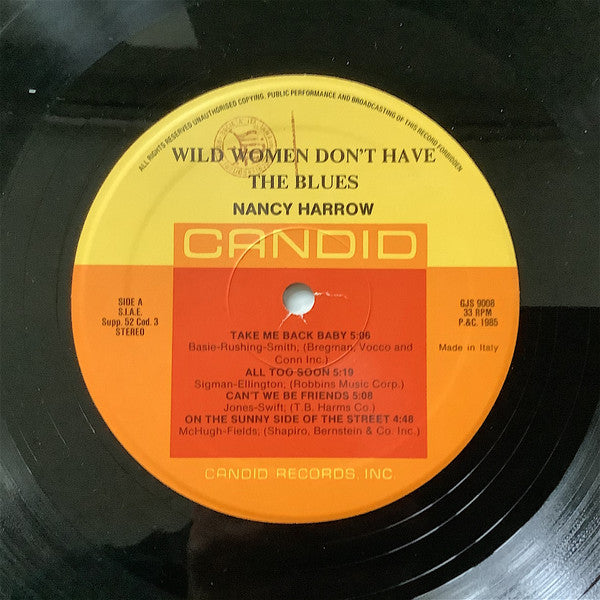 ALL RIGHTS RESERVED UNAUTHORISED COPYING, PUBLIC PERFORMANCE AND BROADCASTING OF THIS RECORD FORBIDDEN
WILD WOMEN DON'T HAVE
THE BLUES
NANCY HARROW
CANDID
SIDE A
S.I.A.E.
Supp. 52 Cod. 3
STEREO
GJS 9008
33 RPM
P.&C. 1985
Made in Italy
TAKE ME BACK BABY 5:06
Basie-Rushing-Smith; (Bregman, Vocco and
Conn Inc.)
ALL TOO SOON 5:19
Sigman-Ellington; (Robbins Music Corp.)
CAN'T WE BE FRIENDS 5:08
Jones-Swift; (T.B. Harms Co.)
ON THE SUNNY SIDE OF THE STREET 4:48
McHugh-Fields; (Shapiro, Bernstein & Co. Inc.)
CANDID RECORDS, INC.